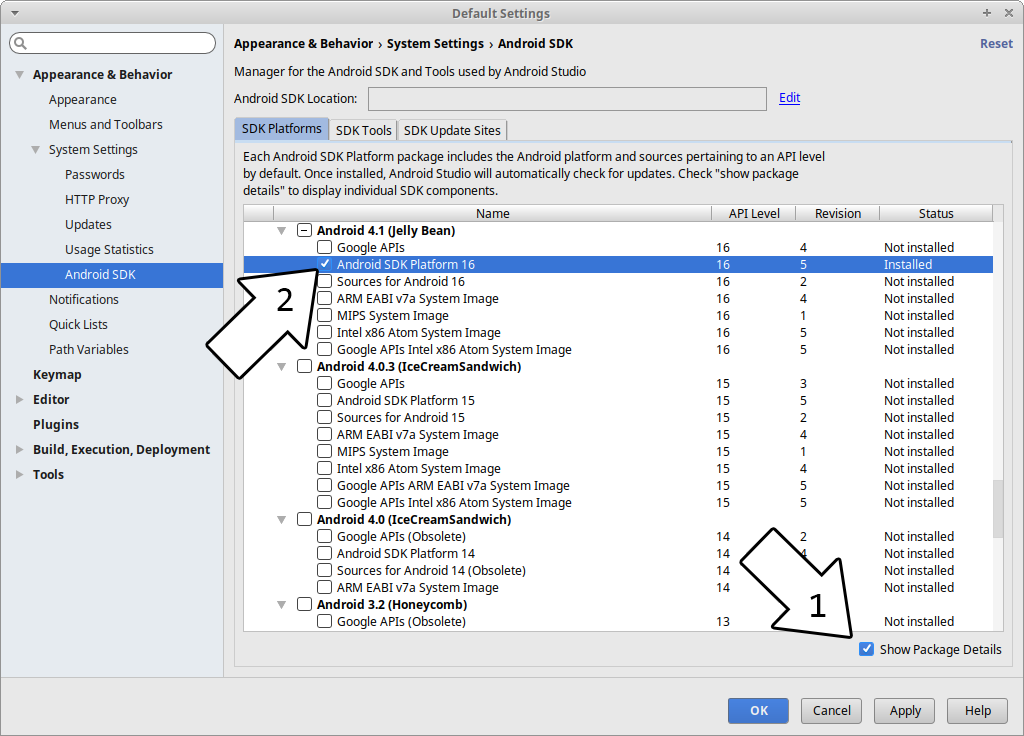 Default Settings
Appearance & Behavior › System Settings › Android SDK
Reset
Appearance & Behavior
Appearance
Menus and Toolbars
System Settings
Passwords
HTTP Proxy
Updates
Usage Statistics
Android SDK
Notifications
Quick Lists
Path Variables
Keymap
Editor
Plugins
Build, Execution, Deployment
Tools
Manager for the Android SDK and Tools used by Android Studio
Android SDK Location:
Edit
SDK Platforms
SDK Tools
SDK Update Sites
Each Android SDK Platform package includes the Android platform and sources pertaining to an API level
by default. Once installed, Android Studio will automatically check for updates. Check "show package
details" to display individual SDK components.
Name API Level Revision Status
Android 4.1 (Jelly Bean)
Google APIs 16 4 Not installed
Android SDK Platform 16 16 5 Installed
Sources for Android 16 16 2 Not installed
ARM EABI v7a System Image 16 4 Not installed
MIPS System Image 16 1 Not installed
Intel x86 Atom System Image 16 5 Not installed
Google APIs Intel x86 Atom System Image 16 5 Not installed
Android 4.0.3 (IceCreamSandwich)
Google APIs 15 3 Not installed
Android SDK Platform 15 15 5 Not installed
Sources for Android 15 15 2 Not installed
ARM EABI v7a System Image 15 4 Not installed
MIPS System Image 15 1 Not installed
Intel x86 Atom System Image 15 4 Not installed
Google APIs ARM EABI v7a System Image 15 5 Not installed
Google APIs Intel x86 Atom System Image 15 5 Not installed
Android 4.0 (IceCreamSandwich)
Google APIs (Obsolete) 14 2 Not installed
Android SDK Platform 14 14 4 Not installed
Sources for Android 14 (Obsolete) 14 Not installed
ARM EABI v7a System Image 14 Not installed
Android 3.2 (Honeycomb)
Google APIs (Obsolete) 13 Not installed
2
1
Show Package Details
OK
Cancel
Apply
Help